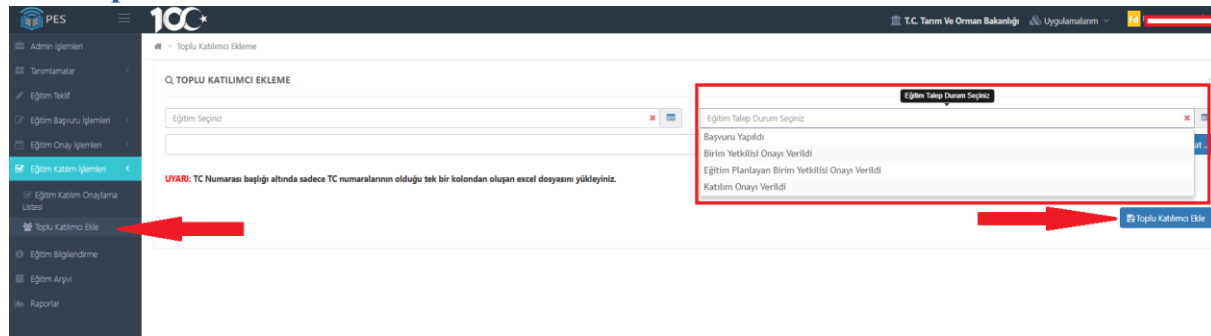 PES
100
T.C. Tarım Ve Orman Bakanlığı
Uygulamalarım
Fd
Admin İşlemleri
Tanımlamalar
Eğitim Teklif
Eğitim Başvuru İşlemleri
Eğitim Onay İşlemleri
Eğitim Katılım İşlemleri
Eğitim Katılım Onaylama
Listesi
Toplu Katılımcı Ekle
Eğitim Bilgilendirme
Eğitim Arşivi
Raporlar
Toplu Katılımcı Ekleme
TOPLU KATILIMCI EKLEME
Eğitim Seçiniz
Eğitim Talep Durum Seçiniz
Eğitim Talep Durum Seçiniz
Başvuru Yapıldı
Birim Yetkilisi Onayı Verildi
Eğitim Planlayan Birim Yetkilisi Onayı Verildi
Katılım Onayı Verildi
UYARI: TC Numarası başlığı altında sadece TC numaralarının olduğu tek bir kolondan oluşan excel dosyasını yükleyiniz.
Toplu Katılımcı Ekle